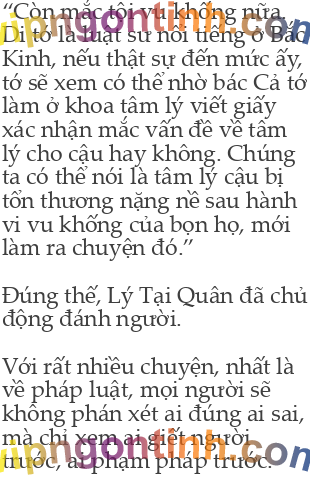 “Còn mắc tội vu khống nữa.
Dì tớ là luật sư nổi tiếng ở Bắc
Kinh, nếu thật sự đến mức ấy,
tớ sẽ xem có thể nhờ bác Cả tớ
làm ở khoa tâm lý viết giấy
xác nhận mắc vấn đề về tâm
lý cho cậu hay không. Chúng
ta có thể nói là tâm lý cậu bị
tổn thương nặng nề sau hành
vi vu khống của bọn họ, mới
làm ra chuyện đó.”
Đúng thế, Lý Tại Quân đã chủ
động đánh người.
Với rất nhiều chuyện, nhất là
về pháp luật, mọi người sẽ
không phán xét ai đúng ai sai,
mà chỉ xem ai giết người
trước, ai phạm pháp trước.
vipngontinh.com
vipngontinh.com